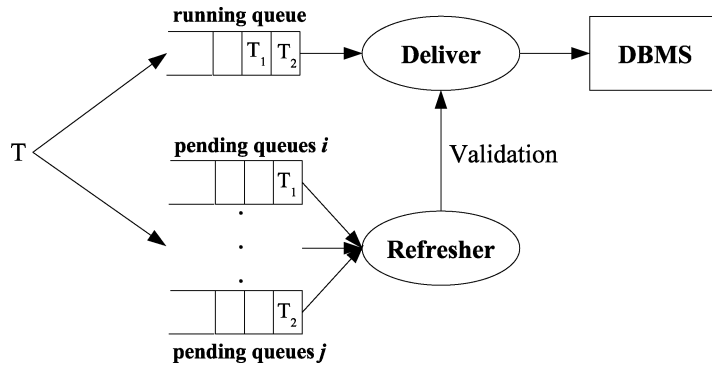 running queue
T1 T2
Deliver
DBMS
T
pending queues i
T1
Validation
Refresher
T2
pending queues j